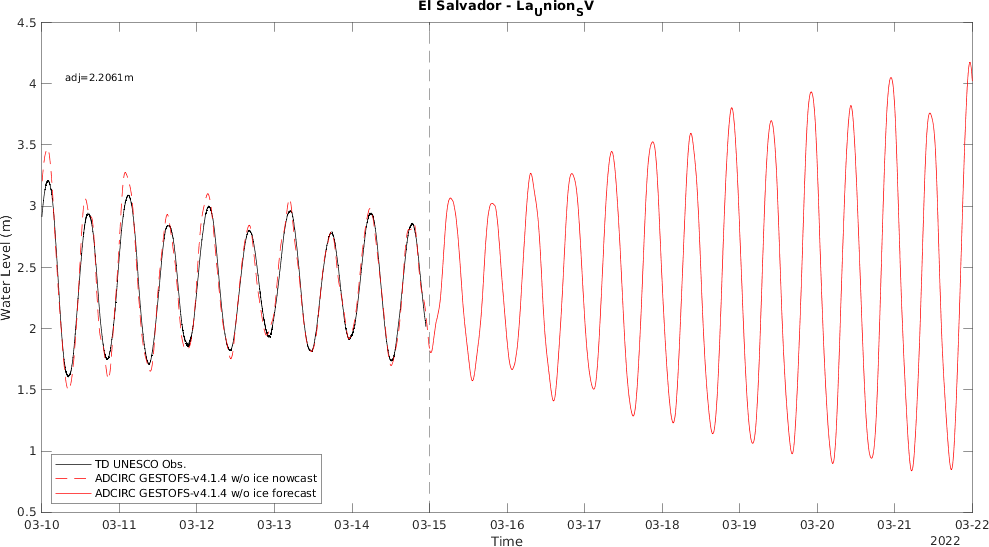 El Salvador - LaUnionSV
4.5
4
3.5
3
2.5
2
1.5
1
0.5
Water Level (m)
adj=2.2061m
TD UNESCO Obs.
ADCIRC GESTOFS-v4.1.4 w/o ice nowcast
ADCIRC GESTOFS-v4.1.4 w/o ice forecast
03-10 03-11 03-12 03-13 03-14 03-15 03-16 03-17 03-18 03-19 03-20 03-21 03-22
Time
2022